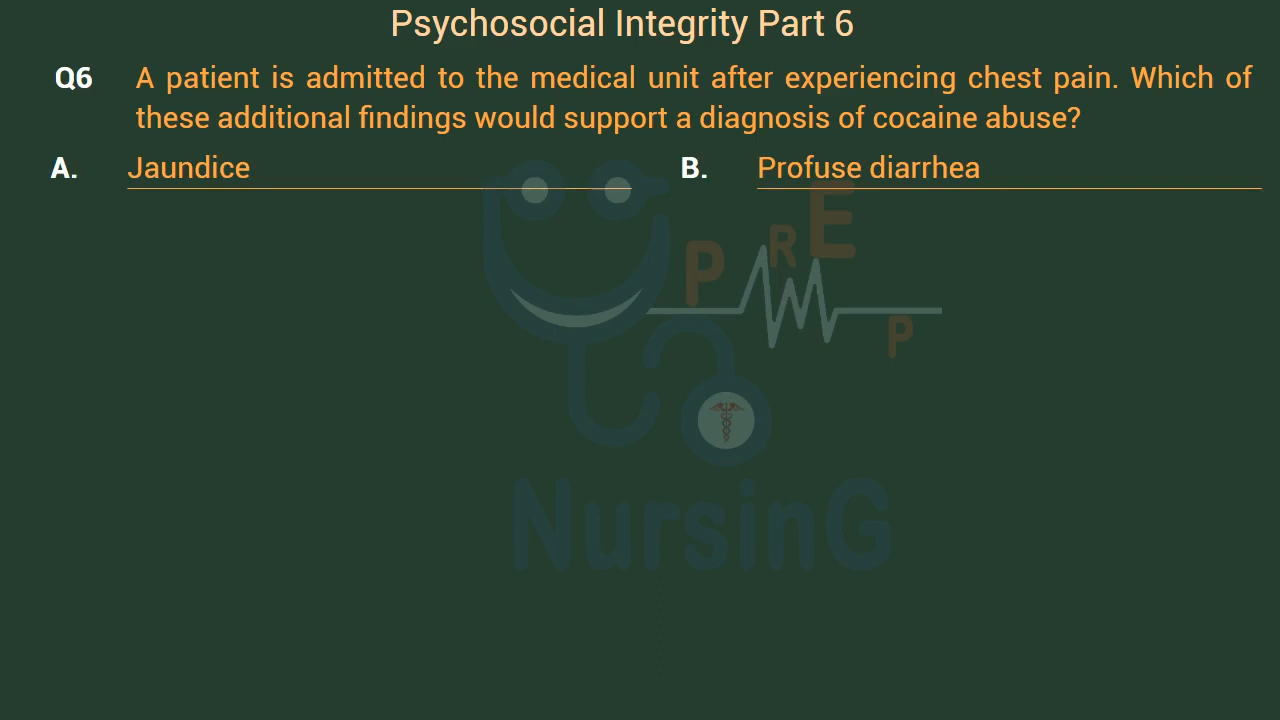 Psychosocial Integrity Part 6
Q6 A patient is admitted to the medical unit after experiencing chest pain. Which of
these additional findings would support a diagnosis of cocaine abuse?
A. Jaundice B. Profuse diarrhea
PREP
NursinG